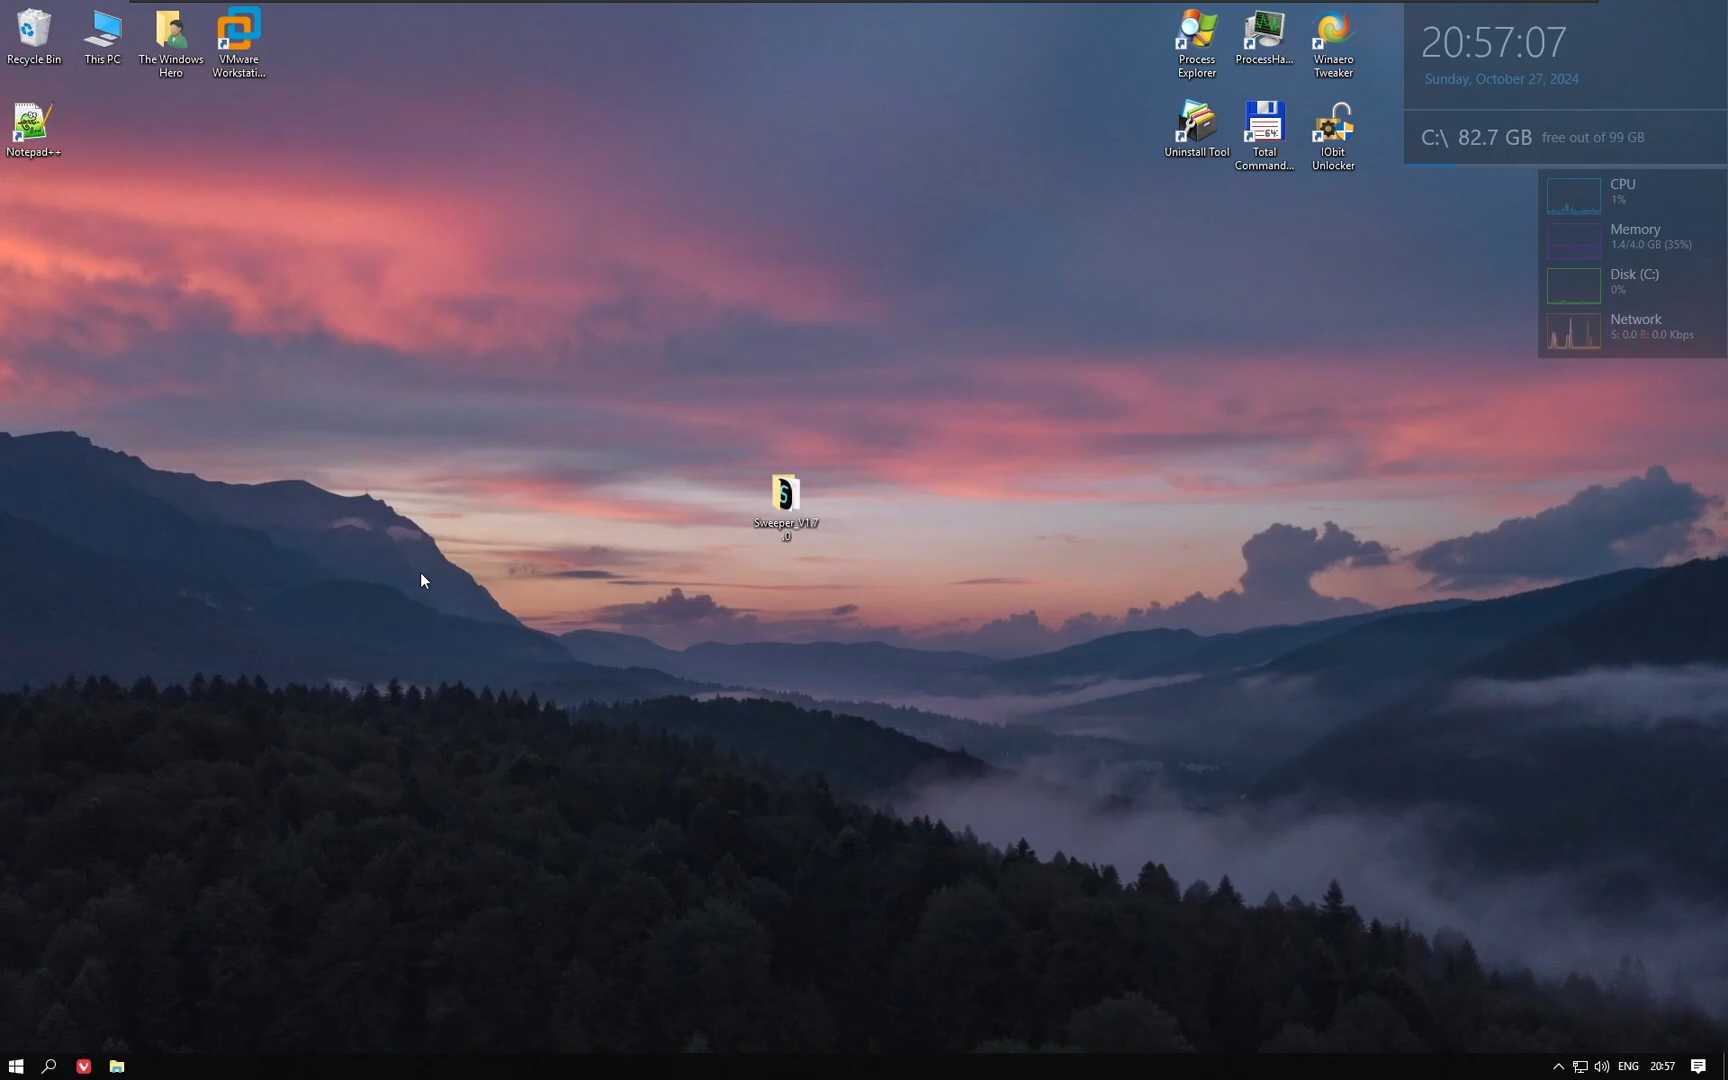 Recycle Bin
This PC
The Windows
Hero
VMware
Workstati...
Notepad++
Process
Explorer
ProcessHa...
Winaero
Tweaker
Uninstall Tool
64
Total
Command...
IObit
Unlocker
20:57:07
Sunday, October 27, 2024
C:\ 82.7 GB free out of 99 GB
CPU
1%
Memory
1.4/4.0 GB (35%)
Disk (C:)
0%
Network
S: 0.0 R: 0.0 Kbps
S
Sweeper_V1.7
.0
ENG
20:57